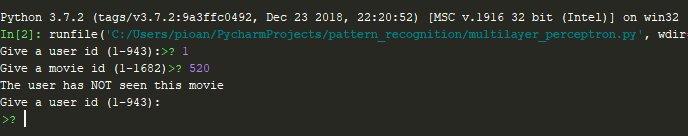 Python 3.7.2 (tags/v3.7.2:9a3ffc0492, Dec 23 2018, 22:20:52) [MSC v.1916 32 bit (Intel)] on win32
In[2]: runfile('C:/Users/pioan/PycharmProjects/pattern_recognition/multilayer_perceptron.py', wdir=
Give a user id (1-943):>? 1
Give a movie id (1-1682)>? 520
The user has NOT seen this movie
Give a user id (1-943):
>?